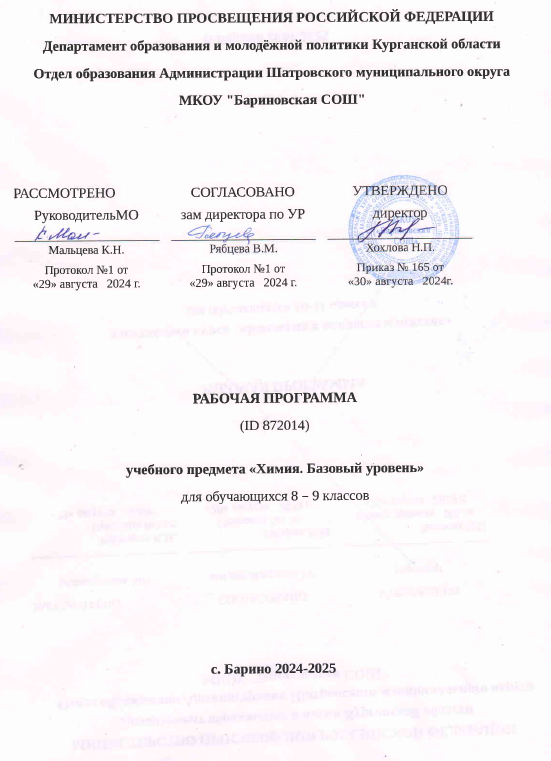 МИНИСТЕРСТВО ПРОСВЕЩЕНИЯ РОССИЙСКОЙ ФЕДЕРАЦИИ
Департамент образования и молодёжной политики Курганской области
Отдел образования Администрации Шатровского муниципального округа
МКОУ "Бариновская СОШ"
РАССМОТРЕНО
РуководительМО
Мальцева К.Н.
Протокол №1 от
«29» августа 2024 г.
СОГЛАСОВАНО
зам директора по УР
Рябцева В.М.
Протокол №1 от
«29» августа 2024 г.
УТВЕРЖДЕНО
директор
Хохлова Н.П.
Приказ № 165 от
«30» августа 2024г.
РАБОЧАЯ ПРОГРАММА
(ID 872014)
учебного предмета «Химия. Базовый уровень»
для обучающихся 8 – 9 классов
с. Барино 2024-2025